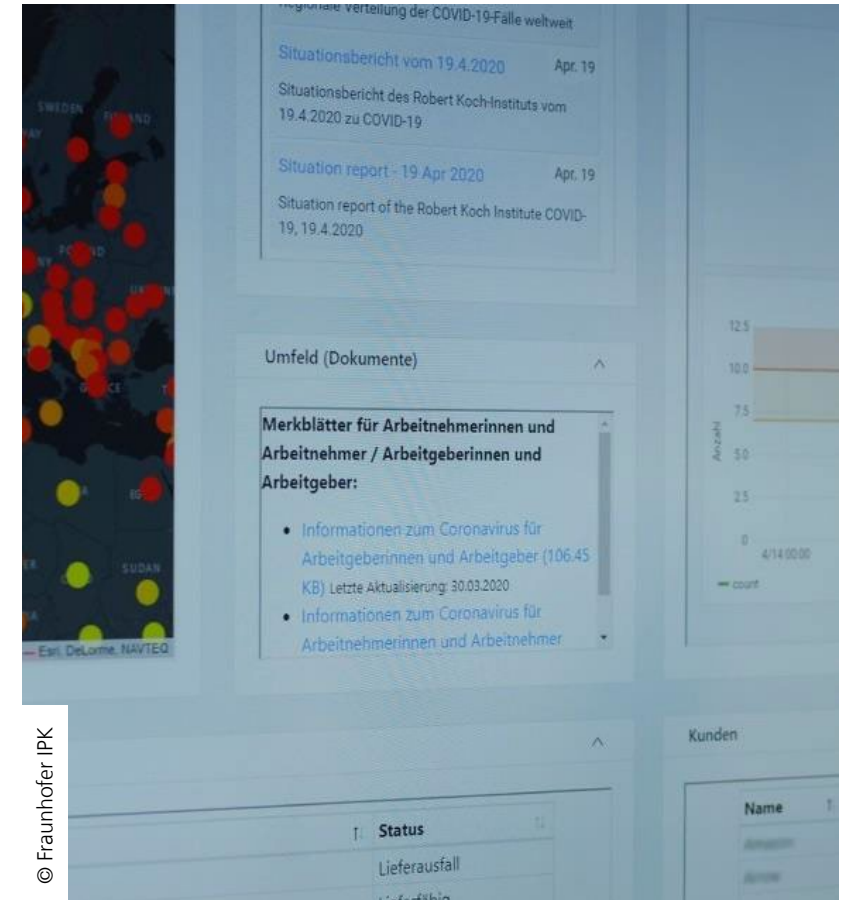 Regionale Verteilung der COVID-19-Fälle weltweit
Situationsbericht vom 19.4.2020 Apr. 19
Situationsbericht des Robert Koch-Instituts vom
19.4.2020 zu COVID-19
Situation report - 19 Apr 2020 Apr. 19
Situation report of the Robert Koch Institute COVID-
19, 19.4.2020
SWEDEN
SUDAN
Esri, DeLorme, NAVTEQ
Umfeld (Dokumente)
Merkblätter für Arbeitnehmerinnen und
Arbeitnehmer / Arbeitgeberinnen und
Arbeitgeber:
• Informationen zum Coronavirus für
Arbeitgeberinnen und Arbeitgeber (106.45
KB) Letzte Aktualisierung: 30.03.2020
• Informationen zum Coronavirus für
Arbeitnehmerinnen und Arbeitnehmer
12.5
10.0
7.5
5.0
2.5
0
Anzahl
4/14 00:00
count
Status
Lieferausfall
Kunden
Name
© Fraunhofer IPK